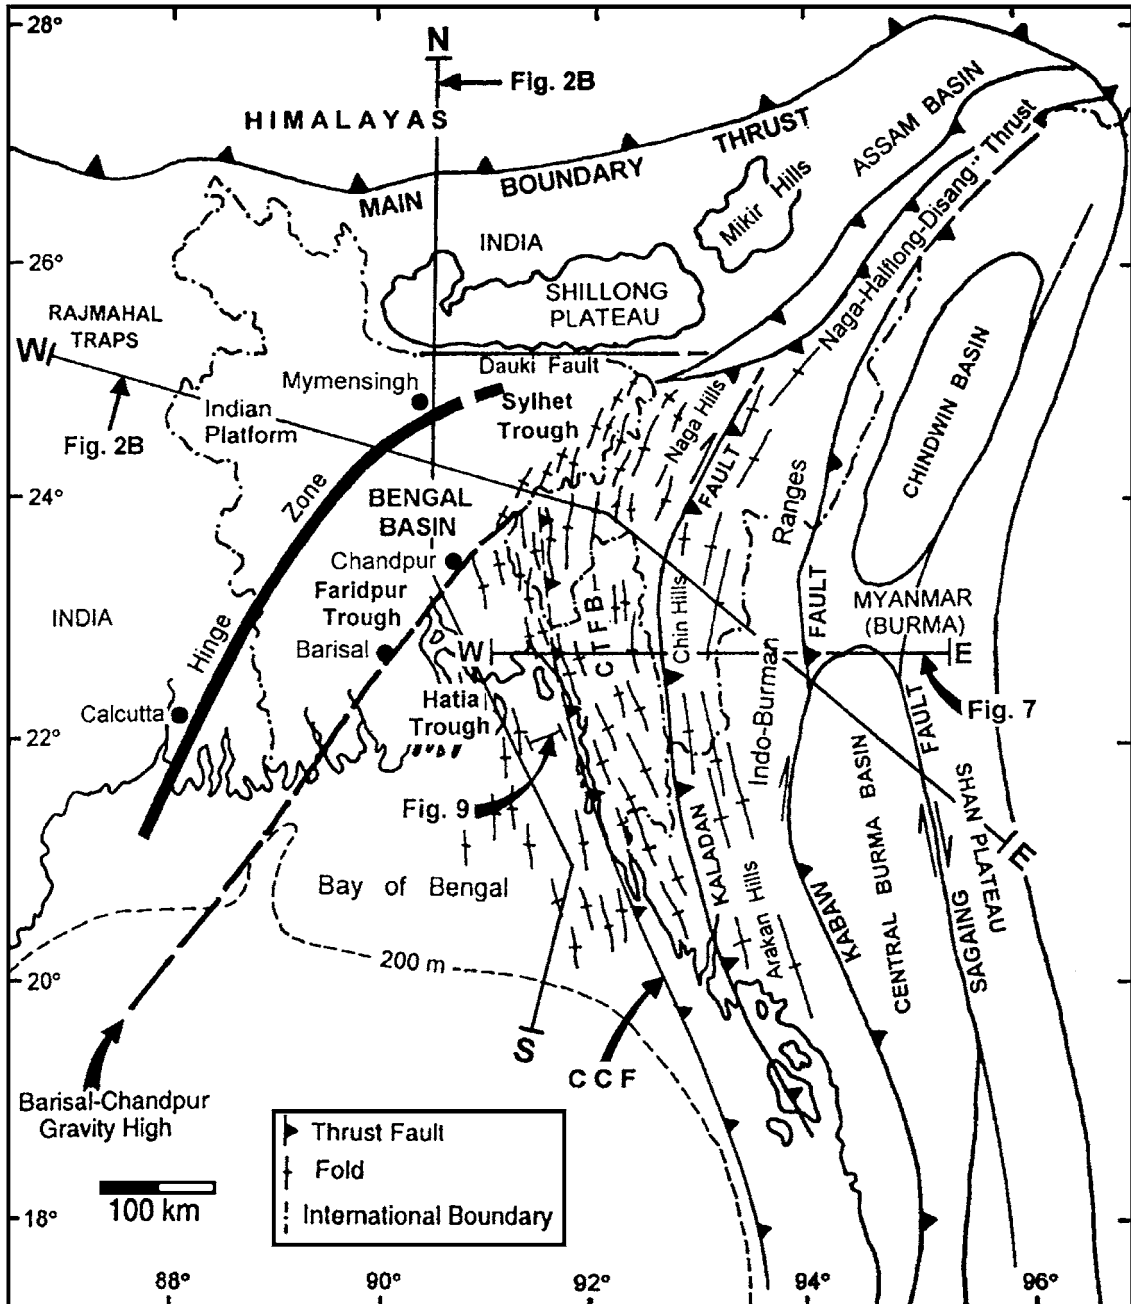 28°
N
Fig. 2B
HIMALAYAS
MAIN BOUNDARY THRUST
ASSAM BASIN
Mikir Hills
Naga-Halflong-Disang Thrust
INDIA
26°
SHILLONG
PLATEAU
RAJMAHAL
TRAPS
W
Dauki Fault
Mymensingh
Sylhet
Trough
Indian
Platform
Fig. 2B
Naga Hills
CHINDWIN BASIN
24°
Hinge Zone
BENGAL
BASIN
Chandpur
Faridpur
Trough
Barisal
INDIA
CTFB
Chin Hills
KALADAN FAULT
Indo-Burman Ranges
KABAW FAULT
MYANMAR
(BURMA)
W
E
Fig. 7
Hatia
Trough
Calcutta
22°
Fig. 9
Bay of Bengal
Arakan Hills
CENTRAL BURMA BASIN
SAGAING FAULT
SHAN PLATEAU
E
20°
200 m
S
CCF
Barisal-Chandpur
Gravity High
Thrust Fault
Fold
International Boundary
100 km
18°
88°
90°
92°
94°
96°